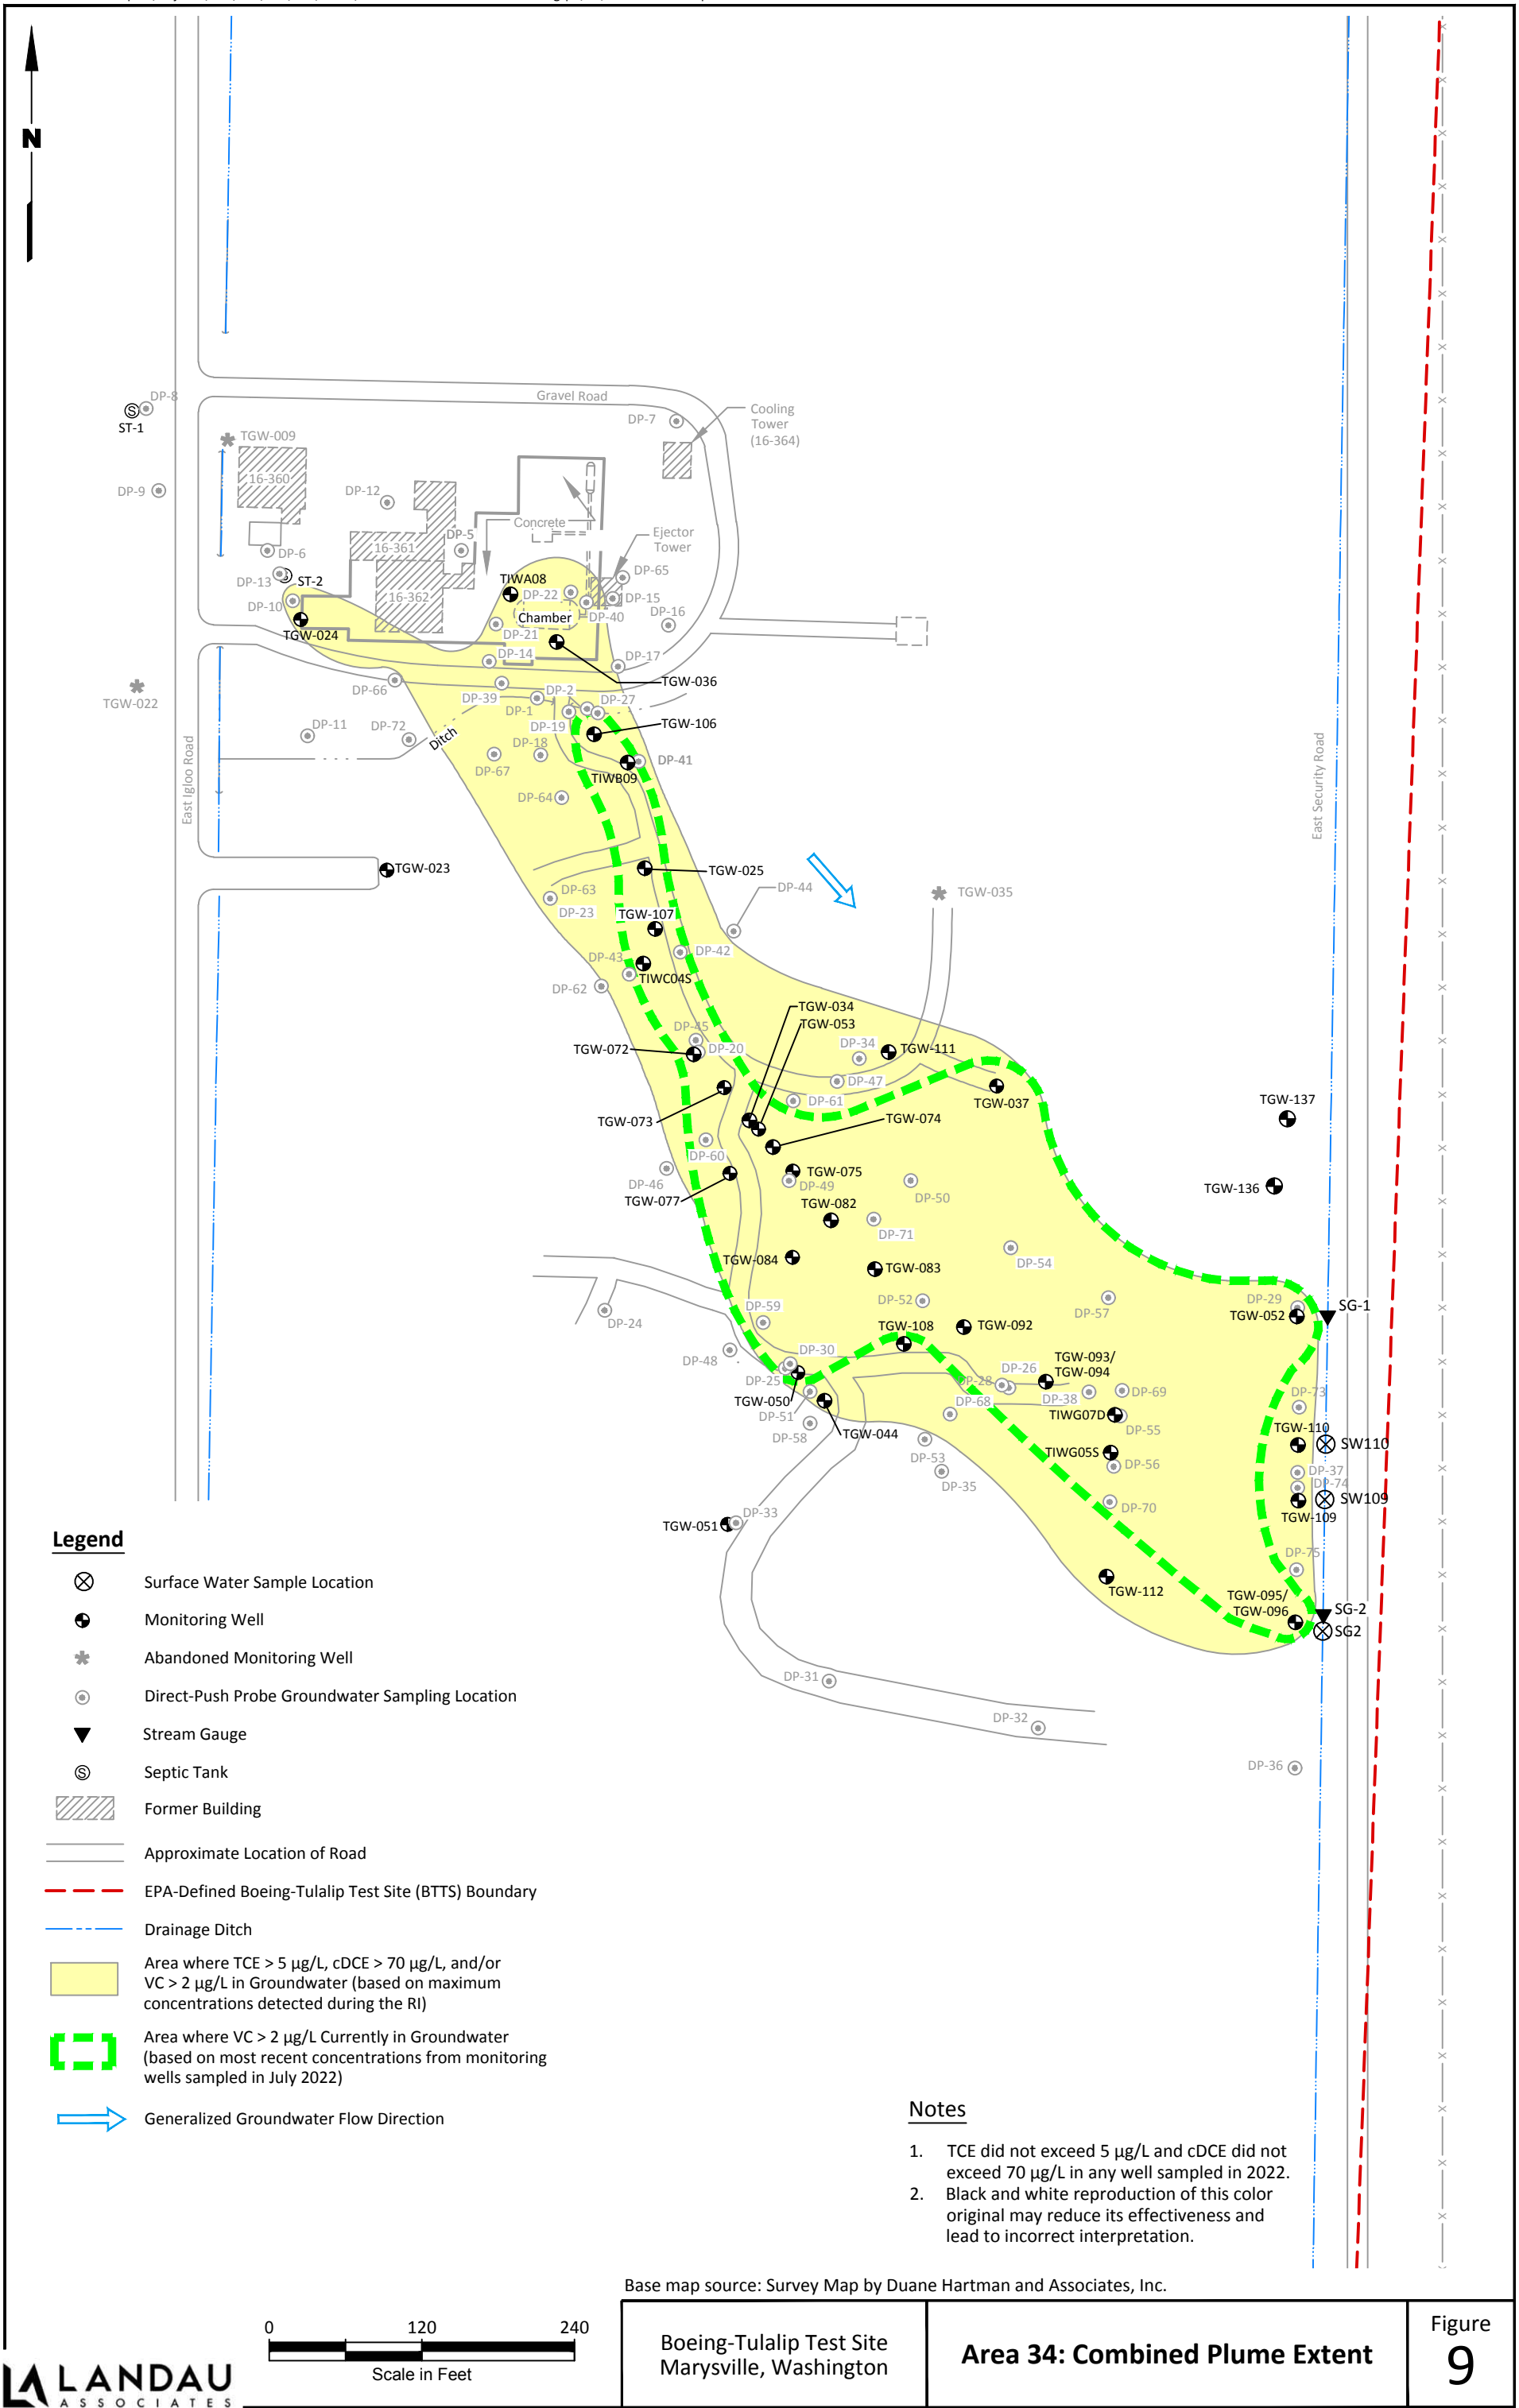 N
Gravel Road
DP-8
ST-1
TGW-009
DP-7
Cooling
Tower
(16-364)
16-360
DP-9
DP-12
Concrete
DP-5
Ejector
Tower
DP-6
16-361
DP-13
ST-2
DP-65
TIWA08
DP-22
DP-15
DP-10
16-362
DP-40
Chamber
DP-16
TGW-024
DP-21
DP-14
DP-17
DP-66
TGW-036
TGW-022
DP-39
DP-2
DP-1
DP-27
DP-19
TGW-106
DP-11
DP-72
Ditch
DP-18
DP-67
DP-41
TIWB09
East Igloo Road
East Security Road
DP-64
TGW-023
TGW-025
DP-63
DP-44
TGW-035
DP-23
TGW-107
DP-43
DP-42
TIWC04S
DP-62
TGW-034
TGW-053
DP-45
TGW-072
DP-20
DP-34
TGW-111
DP-47
TGW-037
DP-61
TGW-137
TGW-073
TGW-074
DP-60
TGW-075
DP-46
DP-49
DP-50
TGW-136
TGW-077
TGW-082
DP-71
DP-54
TGW-084
TGW-083
DP-52
DP-57
DP-29
SG-1
TGW-052
DP-24
DP-59
TGW-108
TGW-092
DP-48
DP-30
TGW-093/
TGW-094
DP-25
DP-26
DP-28
DP-38
DP-69
DP-73
TGW-050
DP-51
DP-68
TIWG07D
DP-55
DP-58
TGW-044
TGW-110
SW110
DP-53
TIWG05S
DP-56
DP-37
DP-35
DP-74
DP-70
SW109
TGW-109
TGW-051
DP-33
DP-75
TGW-112
TGW-095/
TGW-096
SG-2
SG2
DP-31
DP-32
DP-36
Legend
Surface Water Sample Location
Monitoring Well
Abandoned Monitoring Well
Direct-Push Probe Groundwater Sampling Location
Stream Gauge
S Septic Tank
Former Building
Approximate Location of Road
EPA-Defined Boeing-Tulalip Test Site (BTTS) Boundary
Drainage Ditch
Area where TCE > 5 µg/L, cDCE > 70 µg/L, and/or
VC > 2 µg/L in Groundwater (based on maximum
concentrations detected during the RI)
Area where VC > 2 µg/L Currently in Groundwater
(based on most recent concentrations from monitoring
wells sampled in July 2022)
Generalized Groundwater Flow Direction
Notes
1. TCE did not exceed 5 µg/L and cDCE did not
exceed 70 µg/L in any well sampled in 2022.
2. Black and white reproduction of this color
original may reduce its effectiveness and
lead to incorrect interpretation.
Base map source: Survey Map by Duane Hartman and Associates, Inc.
0 120 240
Scale in Feet
LANDAU
ASSOCIATES
Boeing-Tulalip Test Site
Marysville, Washington
Area 34: Combined Plume Extent
Figure
9